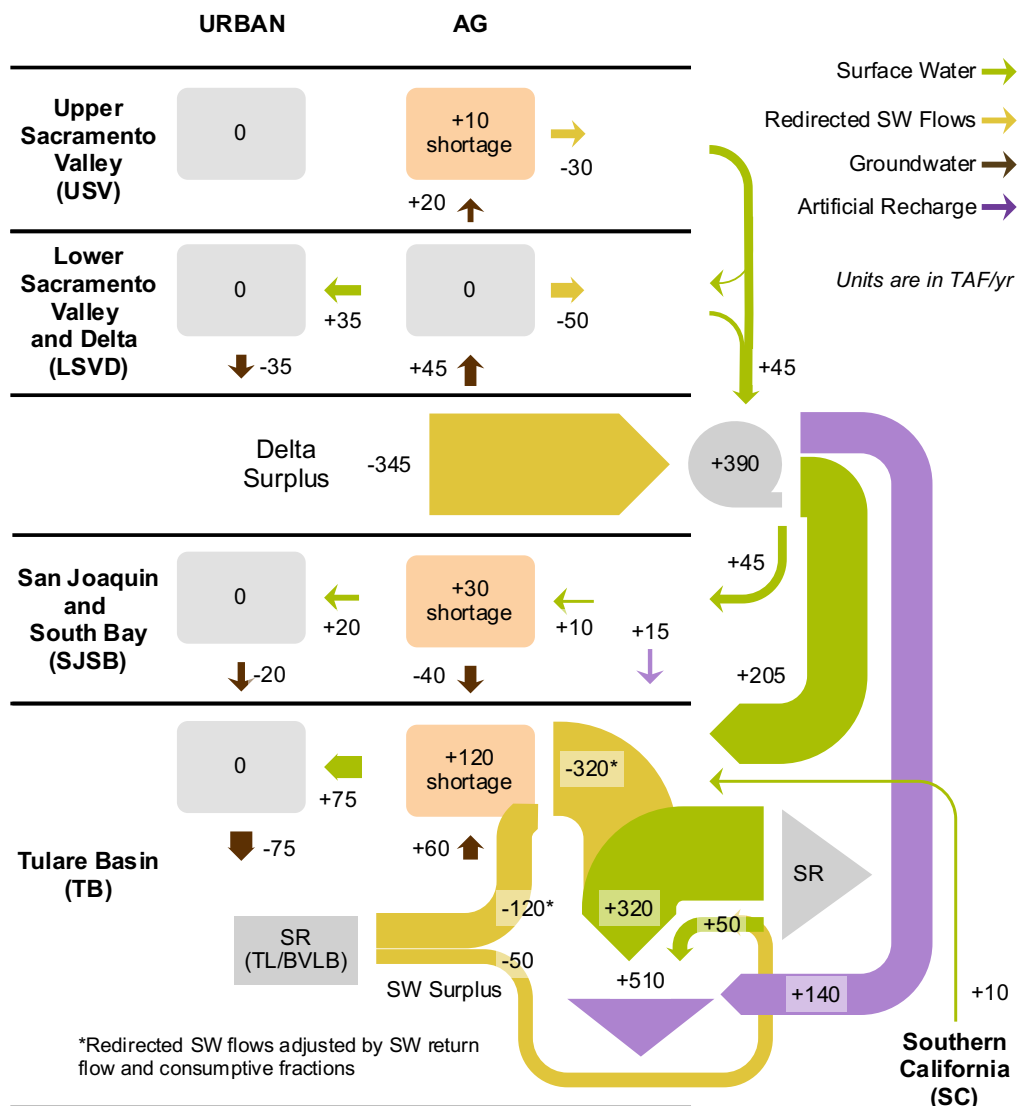 URBAN
AG
Surface Water
Redirected SW Flows
Groundwater
Artificial Recharge
Units are in TAF/yr
Upper
Sacramento
Valley
(USV)
0
+10
shortage
-30
+20
Lower
Sacramento
Valley
and Delta
(LSVD)
0
+35
0
-50
-35
+45
+45
Delta
Surplus
-345
+390
San Joaquin
and
South Bay
(SJSB)
0
+20
+30
shortage
+10
+15
+45
-20
-40
+205
Tulare Basin
(TB)
0
+75
+120
shortage
-320*
-75
+60
SR
-120*
+320
+50
SR
(TL/BVLB)
-50
SW Surplus
+510
+140
+10
*Redirected SW flows adjusted by SW return
flow and consumptive fractions
Southern
California
(SC)